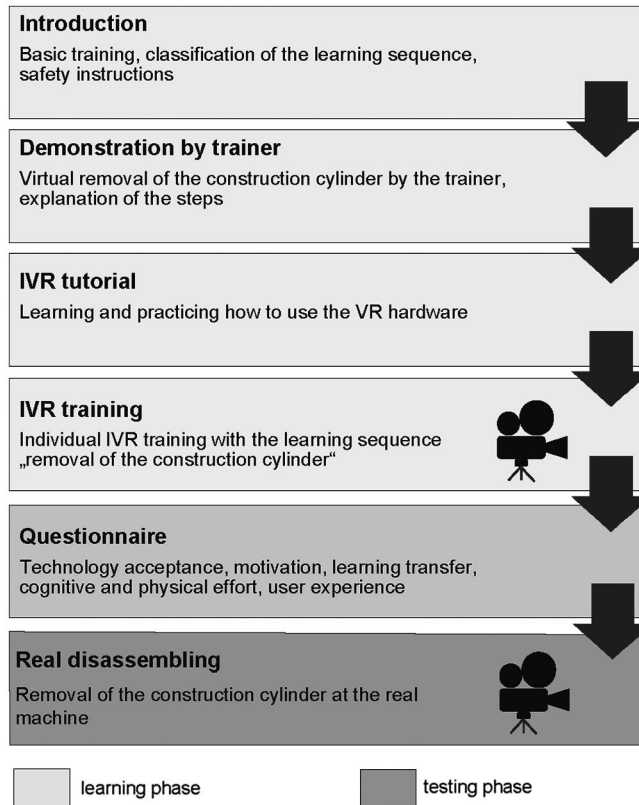 Introduction
Basic training, classification of the learning sequence,
safety instructions
Demonstration by trainer
Virtual removal of the construction cylinder by the trainer,
explanation of the steps
IVR tutorial
Learning and practicing how to use the VR hardware
IVR training
Individual IVR training with the learning sequence
„removal of the construction cylinder“
Questionnaire
Technology acceptance, motivation, learning transfer,
cognitive and physical effort, user experience
Real disassembling
Removal of the construction cylinder at the real
machine
learning phase
testing phase